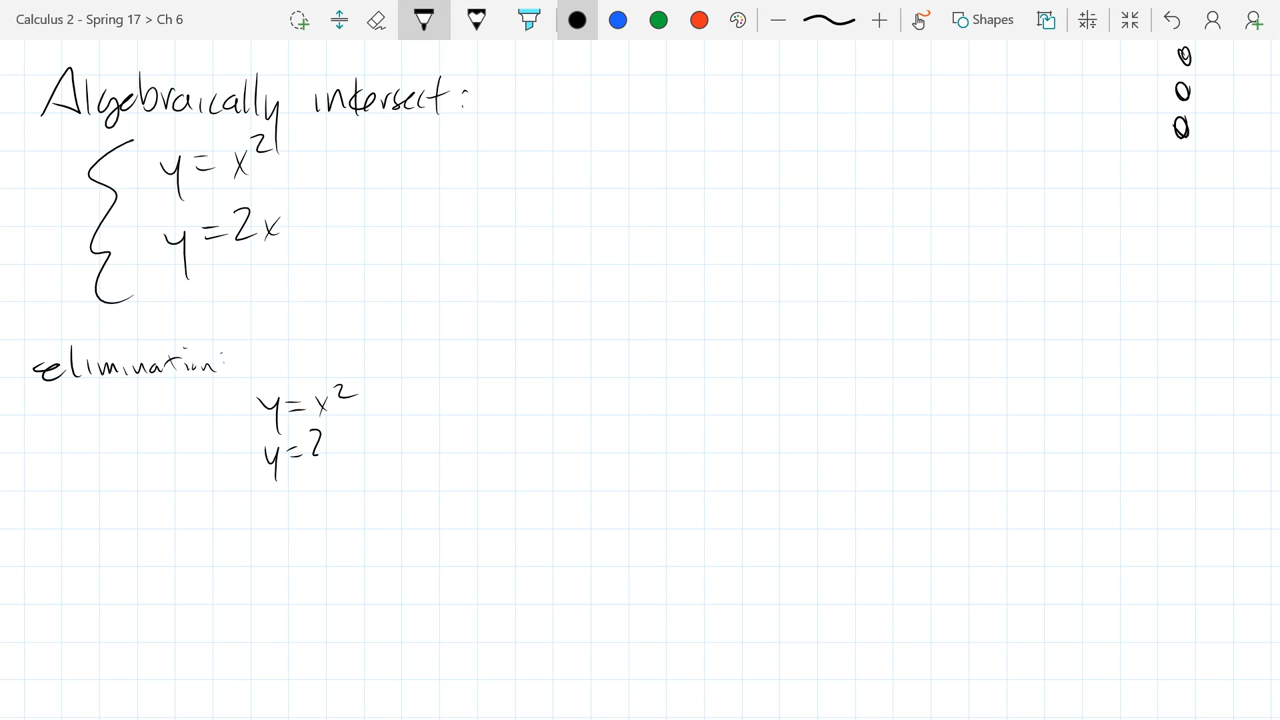 Calculus 2 - Spring 17 > Ch 6
Shapes
Algebraically intersect:
y = x²
y = 2x
elimination:
y = x²
y = 2